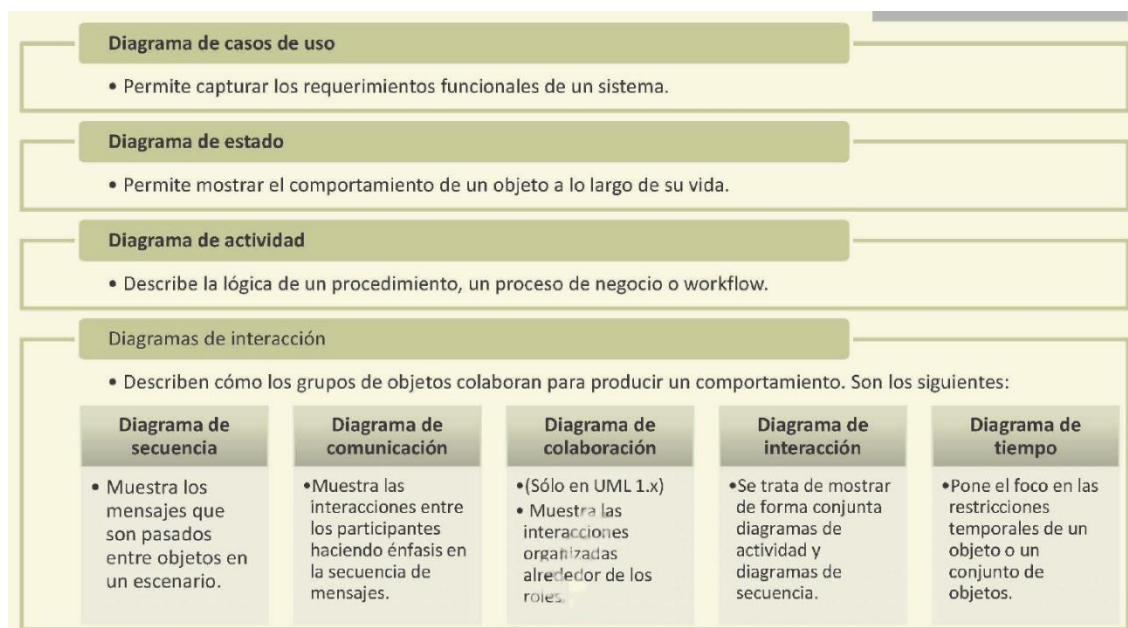 Diagrama de casos de uso
• Permite capturar los requerimientos funcionales de un sistema.
Diagrama de estado
• Permite mostrar el comportamiento de un objeto a lo largo de su vida.
Diagrama de actividad
• Describe la lógica de un procedimiento, un proceso de negocio o workflow.
Diagramas de interacción
• Describen cómo los grupos de objetos colaboran para producir un comportamiento. Son los siguientes:
Diagrama de
secuencia
• Muestra los
mensajes que
son pasados
entre objetos en
un escenario.
Diagrama de
comunicación
•Muestra las
interacciones entre
los participantes
haciendo énfasis en
la secuencia de
mensajes.
Diagrama de
colaboración
•(Sólo en UML 1.x)
• Muestra las
interacciones
organizadas
alrededor de los
roles.
Diagrama de
interacción
•Se trata de mostrar
de forma conjunta
diagramas de
actividad y
diagramas de
secuencia.
Diagrama de
tiempo
•Pone el foco en las
restricciones
temporales de un
objeto o un
conjunto de
objetos.